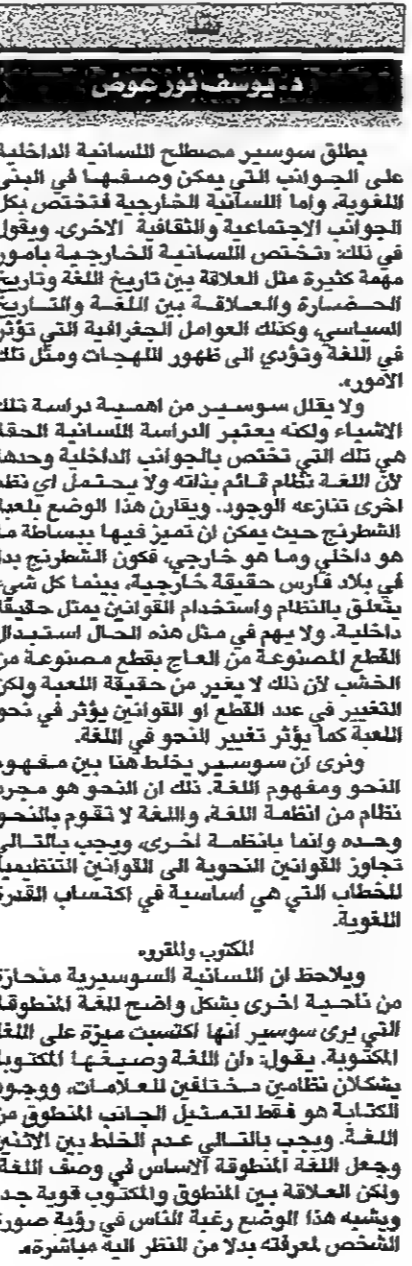 د. يوسف نور عوض
يطلق سوسير مصطلح اللسانية الداخلية
على الجوانب التي يمكن وصفها في البنى
اللغوية، واما اللسانية الخارجية فتختص بكل
الجوانب الاجتماعية والثقافية الاخرى. ويقول
في ذلك: «تختص اللسانية الخارجية بامور
مهمة كثيرة مثل العلاقة بين تاريخ اللغة وتاريخ
الحضارة والعلاقة بين اللغة والتاريخ
السياسي، وكذلك العوامل الجغرافية التي تؤثر
في اللغة وتؤدي الى ظهور اللهجات ومثل تلك
الامور».
ولا يقلل سوسير من اهمية دراسة تلك
الاشياء ولكنه يعتبر الدراسة اللسانية الحقة
هي تلك التي تختص بالجوانب الداخلية وحدها
لأن اللغة نظام قائم بذاته ولا يحتمل اي نظم
اخرى تنازعه الوجود. ويقارن هذا الوضع بلعبة
الشطرنج حيث يمكن ان نميز فيها ببساطة ما
هو داخلي وما هو خارجي، فكون الشطرنج بدأ
في بلاد فارس حقيقة خارجية، بينما كل شيء
يتعلق بالنظام واستخدام القوانين يمثل حقيقة
داخلية. ولا يهم في مثل هذه الحال استبدال
القطع المصنوعة من العاج بقطع مصنوعة من
الخشب لأن ذلك لا يغير من حقيقة اللعبة ولكن
التغيير في عدد القطع او القوانين يؤثر في نحو
اللعبة كما يؤثر تغيير النحو في اللغة.
ونرى ان سوسير يخلط هنا بين مفهوم
النحو ومفهوم اللغة. ذلك ان النحو هو مجرد
نظام من انظمة اللغة، واللغة لا تقوم بالنحو
وحده وانما بانظمة اخرى، ويجب بالتالي
تجاوز القوانين النحوية الى القوانين التنظيمية
للخطاب التي هي اساسية في اكتساب القدرة
اللغوية.
المكتوب والمقروء
ويلاحظ ان اللسانية السوسيرية منحازة
من ناحية اخرى بشكل واضح للغة المنطوقة
التي يرى سوسير انها اكتسبت ميزة على اللغة
المكتوبة. يقول: «ان اللغة وصيغها المكتوبة
يشكلان نظامين مختلفين للعلامات، ووجود
الكتابة هو فقط لتمثيل الجانب المنطوق من
اللغة. ويجب بالتالي عدم الخلط بين الاثنين
وجعل اللغة المنطوقة الاساس في وصف اللغة.
ولكن العلاقة بين المنطوق والمكتوب قوية جدا
ويشبه هذا الوضع رغبة الناس في رؤية صورة
الشخص لمعرفته بدلا من النظر اليه مباشرة».